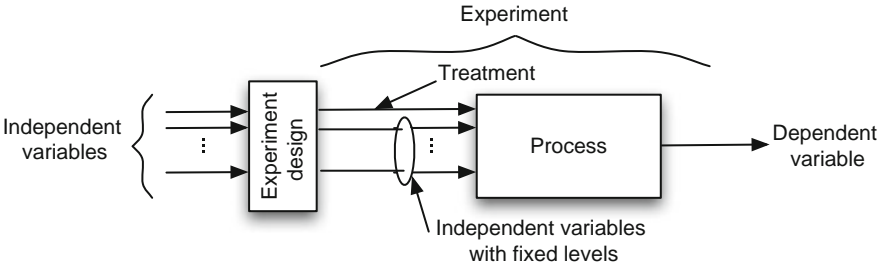 Experiment
Treatment
Independent
variables
...
Experiment
design
...
Process
Dependent
variable
Independent variables
with fixed levels